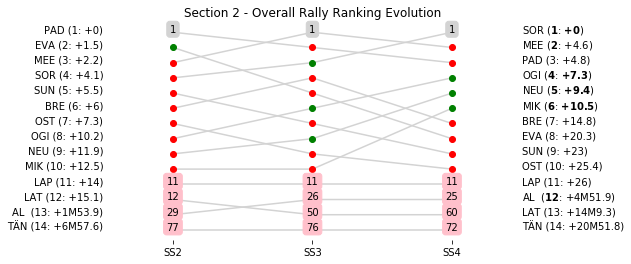 Section 2 - Overall Rally Ranking Evolution
PAD (1: +0) 1 1 1 SOR (1: +0)
EVA (2: +1.5) MEE (2: +4.6)
MEE (3: +2.2) PAD (3: +4.8)
SOR (4: +4.1) OGI (4: +7.3)
SUN (5: +5.5) NEU (5: +9.4)
BRE (6: +6) MIK (6: +10.5)
OST (7: +7.3) BRE (7: +14.8)
OGI (8: +10.2) EVA (8: +20.3)
NEU (9: +11.9) SUN (9: +23)
MIK (10: +12.5) OST (10: +25.4)
LAP (11: +14) 11 11 11 LAP (11: +26)
LAT (12: +15.1) 12 26 25 AL (12: +4M51.9)
AL (13: +1M53.9) 29 50 60 LAT (13: +14M9.3)
TÄN (14: +6M57.6) 77 76 72 TÄN (14: +20M51.8)
SS2 SS3 SS4